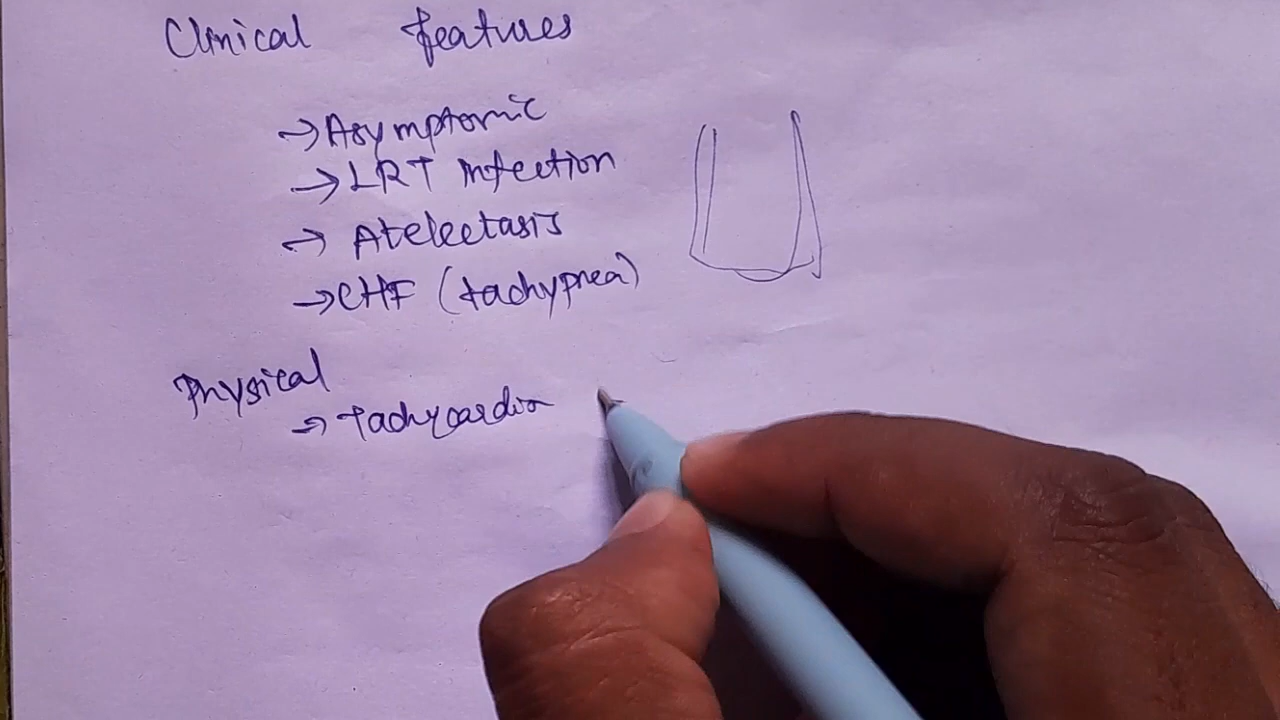 Clinical features
→ Asymptomic
→ LRT infection
→ Atelectasis
→ CHF (tachypnea)
Physical
→ tachycardia